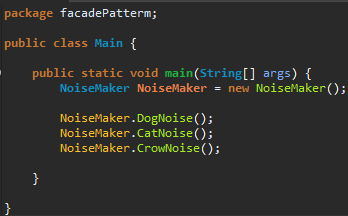 package facadePatterm;
public class Main {
public static void main(String[] args) {
NoiseMaker NoiseMaker = new NoiseMaker();
NoiseMaker.DogNoise();
NoiseMaker.CatNoise();
NoiseMaker.CrowNoise();
}
}